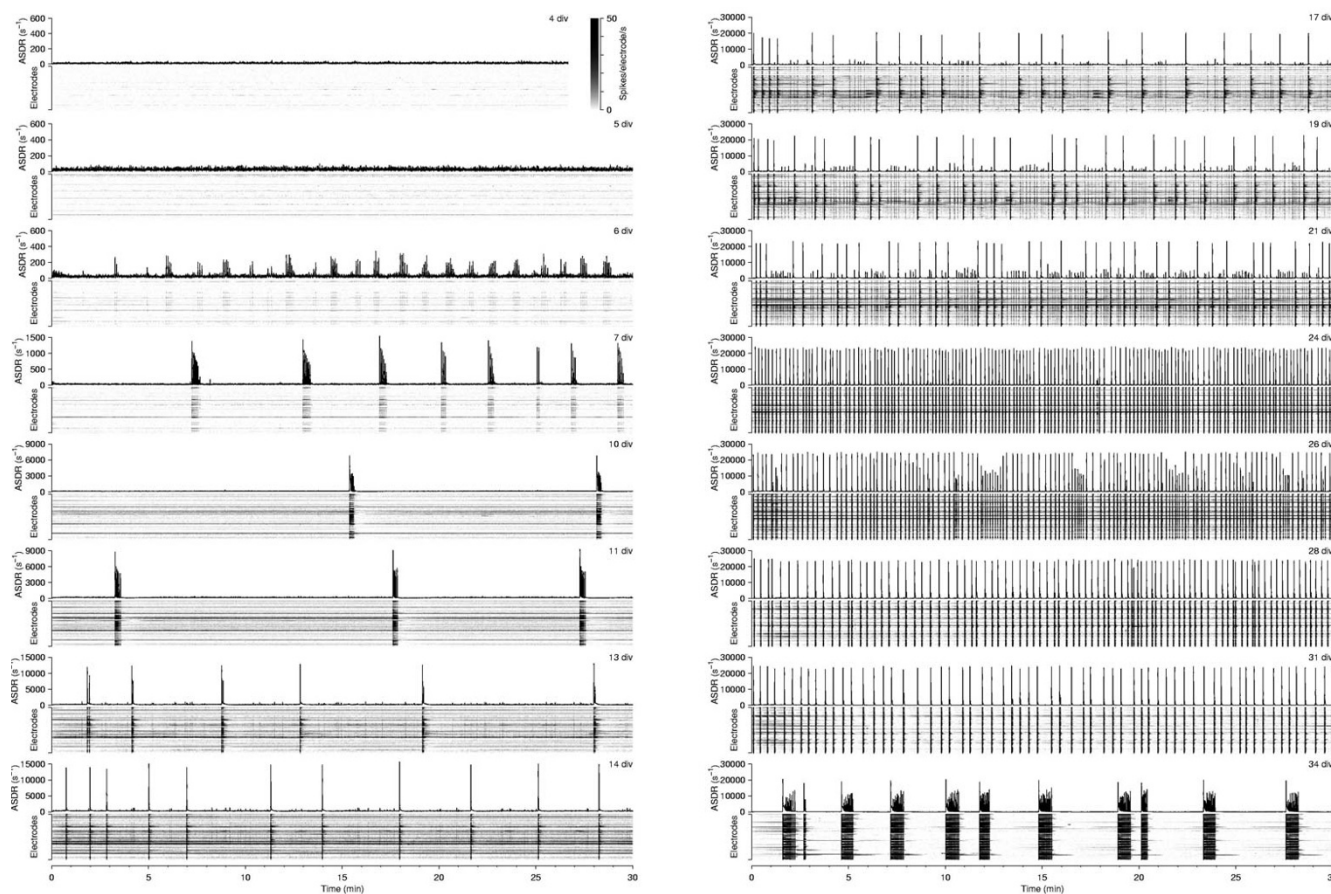 4 div
ASDR (s⁻¹)
600
400
200
0
Electrodes
50
0
Spikes/electrode/s
5 div
ASDR (s⁻¹)
600
400
200
0
Electrodes
6 div
ASDR (s⁻¹)
600
400
200
0
Electrodes
7 div
ASDR (s⁻¹)
1500
1000
500
0
Electrodes
10 div
ASDR (s⁻¹)
9000
6000
3000
0
Electrodes
11 div
ASDR (s⁻¹)
9000
6000
3000
0
Electrodes
13 div
ASDR (s⁻¹)
15000
10000
5000
0
Electrodes
14 div
ASDR (s⁻¹)
15000
10000
5000
0
Electrodes
0 5 10 15 20 25 30
Time (min)
17 div
ASDR (s⁻¹)
30000
20000
10000
0
Electrodes
19 div
ASDR (s⁻¹)
30000
20000
10000
0
Electrodes
21 div
ASDR (s⁻¹)
30000
20000
10000
0
Electrodes
24 div
ASDR (s⁻¹)
30000
20000
10000
0
Electrodes
26 div
ASDR (s⁻¹)
30000
20000
10000
0
Electrodes
28 div
ASDR (s⁻¹)
30000
20000
10000
0
Electrodes
31 div
ASDR (s⁻¹)
30000
20000
10000
0
Electrodes
34 div
ASDR (s⁻¹)
30000
20000
10000
0
Electrodes
0 5 10 15 20 25
Time (min)